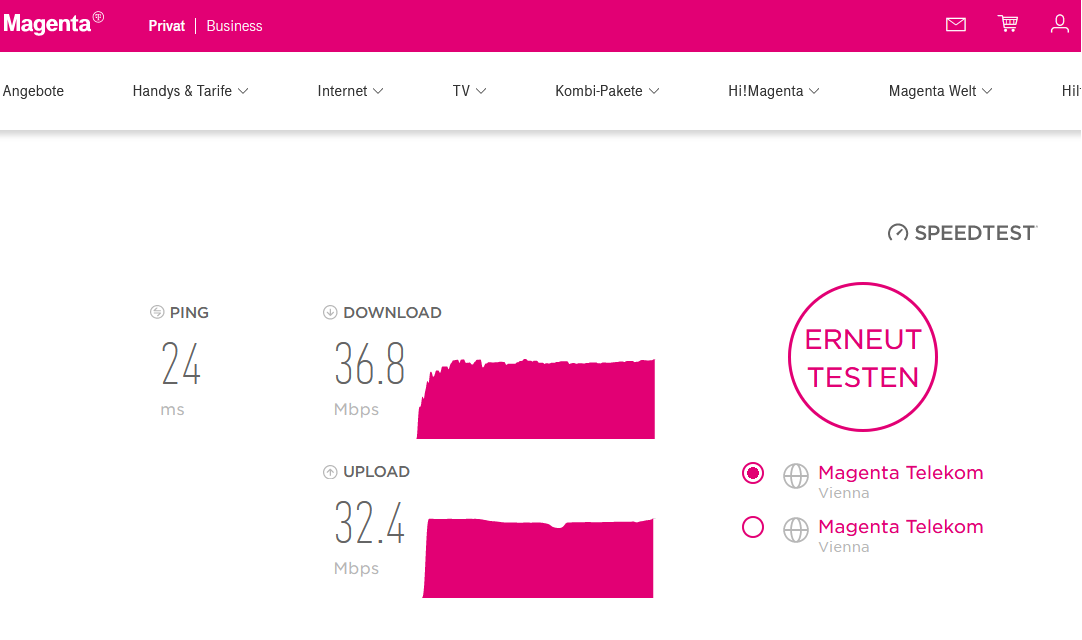 Magenta®
Privat | Business
Angebote Handys & Tarife Internet TV Kombi-Pakete Hi!Magenta Magenta Welt
SPEEDTEST
PING
24
ms
DOWNLOAD
36.8
Mbps
UPLOAD
32.4
Mbps
ERNEUT
TESTEN
Magenta Telekom
Vienna
Magenta Telekom
Vienna